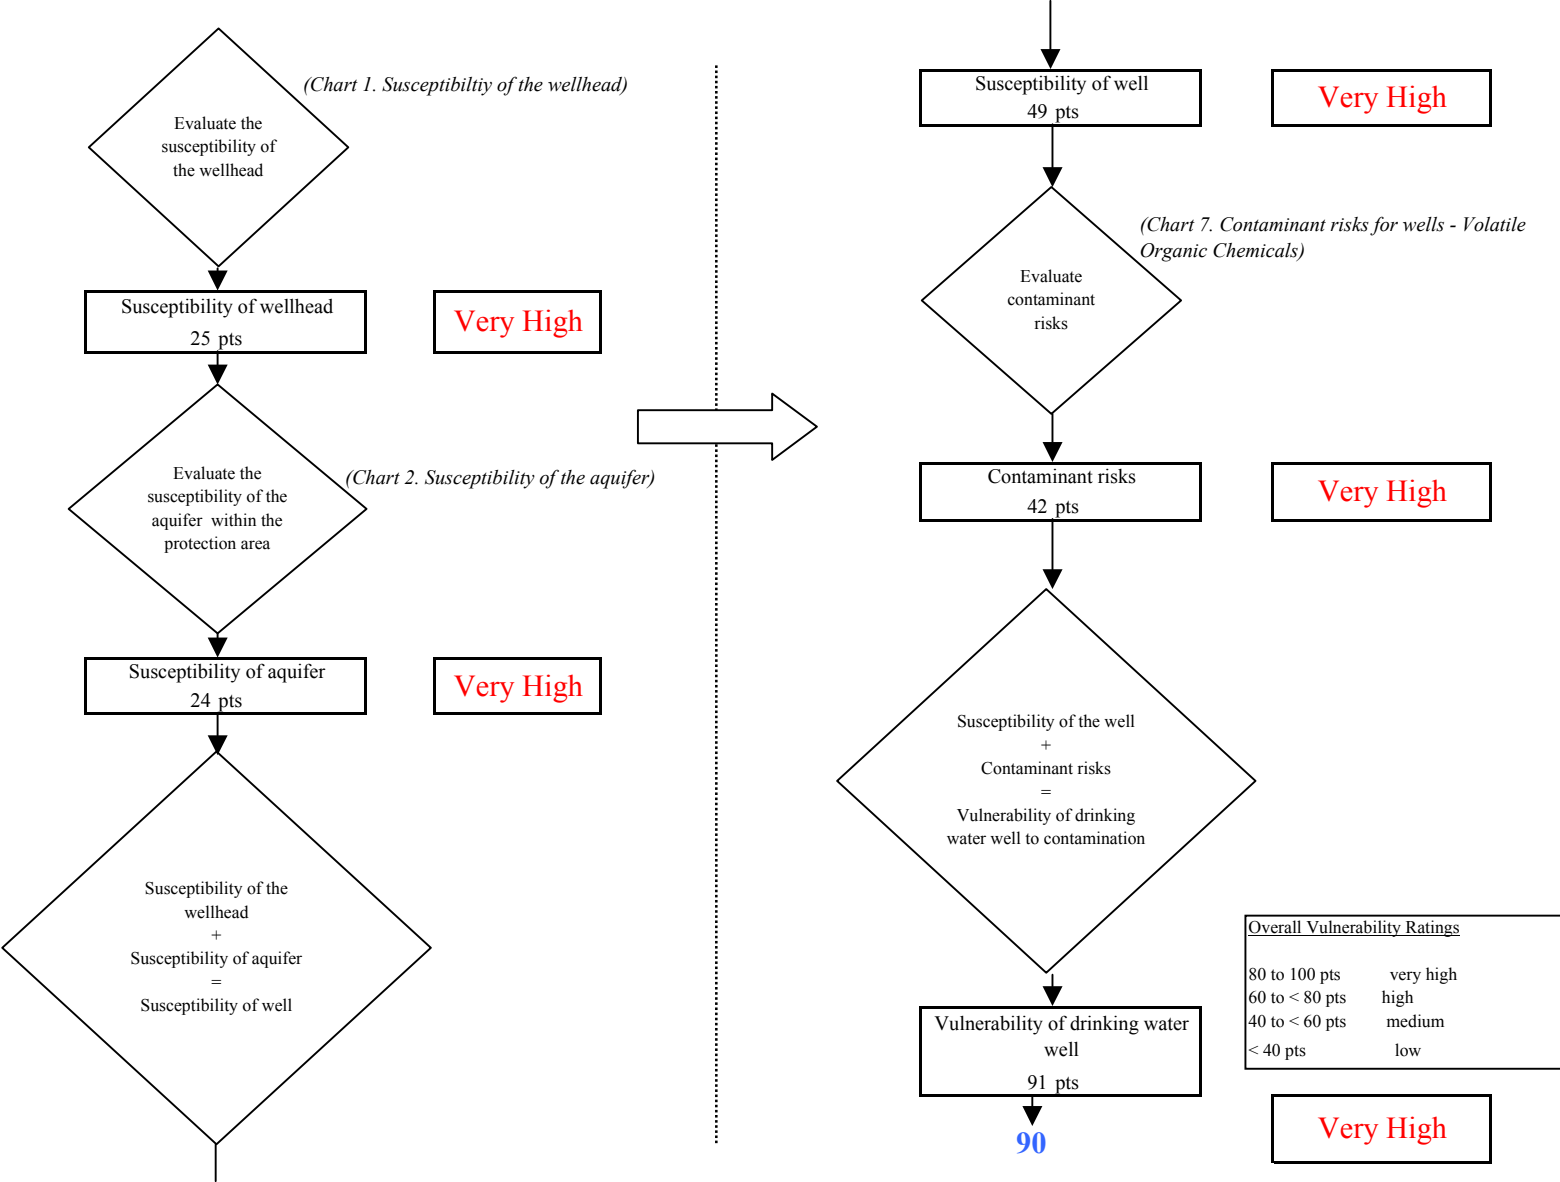 (Chart 1. Susceptibiltiy of the wellhead)
Evaluate the
susceptibility of
the wellhead
Susceptibility of wellhead
25 pts
Very High
Evaluate the
susceptibility of the
aquifer within the
protection area
(Chart 2. Susceptibility of the aquifer)
Susceptibility of aquifer
24 pts
Very High
Susceptibility of the
wellhead
+
Susceptibility of aquifer
=
Susceptibility of well
Susceptibility of well
49 pts
Very High
(Chart 7. Contaminant risks for wells - Volatile
Organic Chemicals)
Evaluate
contaminant
risks
Contaminant risks
42 pts
Very High
Susceptibility of the well
+
Contaminant risks
=
Vulnerability of drinking
water well to contamination
Overall Vulnerability Ratings
80 to 100 pts very high
60 to < 80 pts high
40 to < 60 pts medium
< 40 pts low
Vulnerability of drinking water
well
91 pts
90
Very High